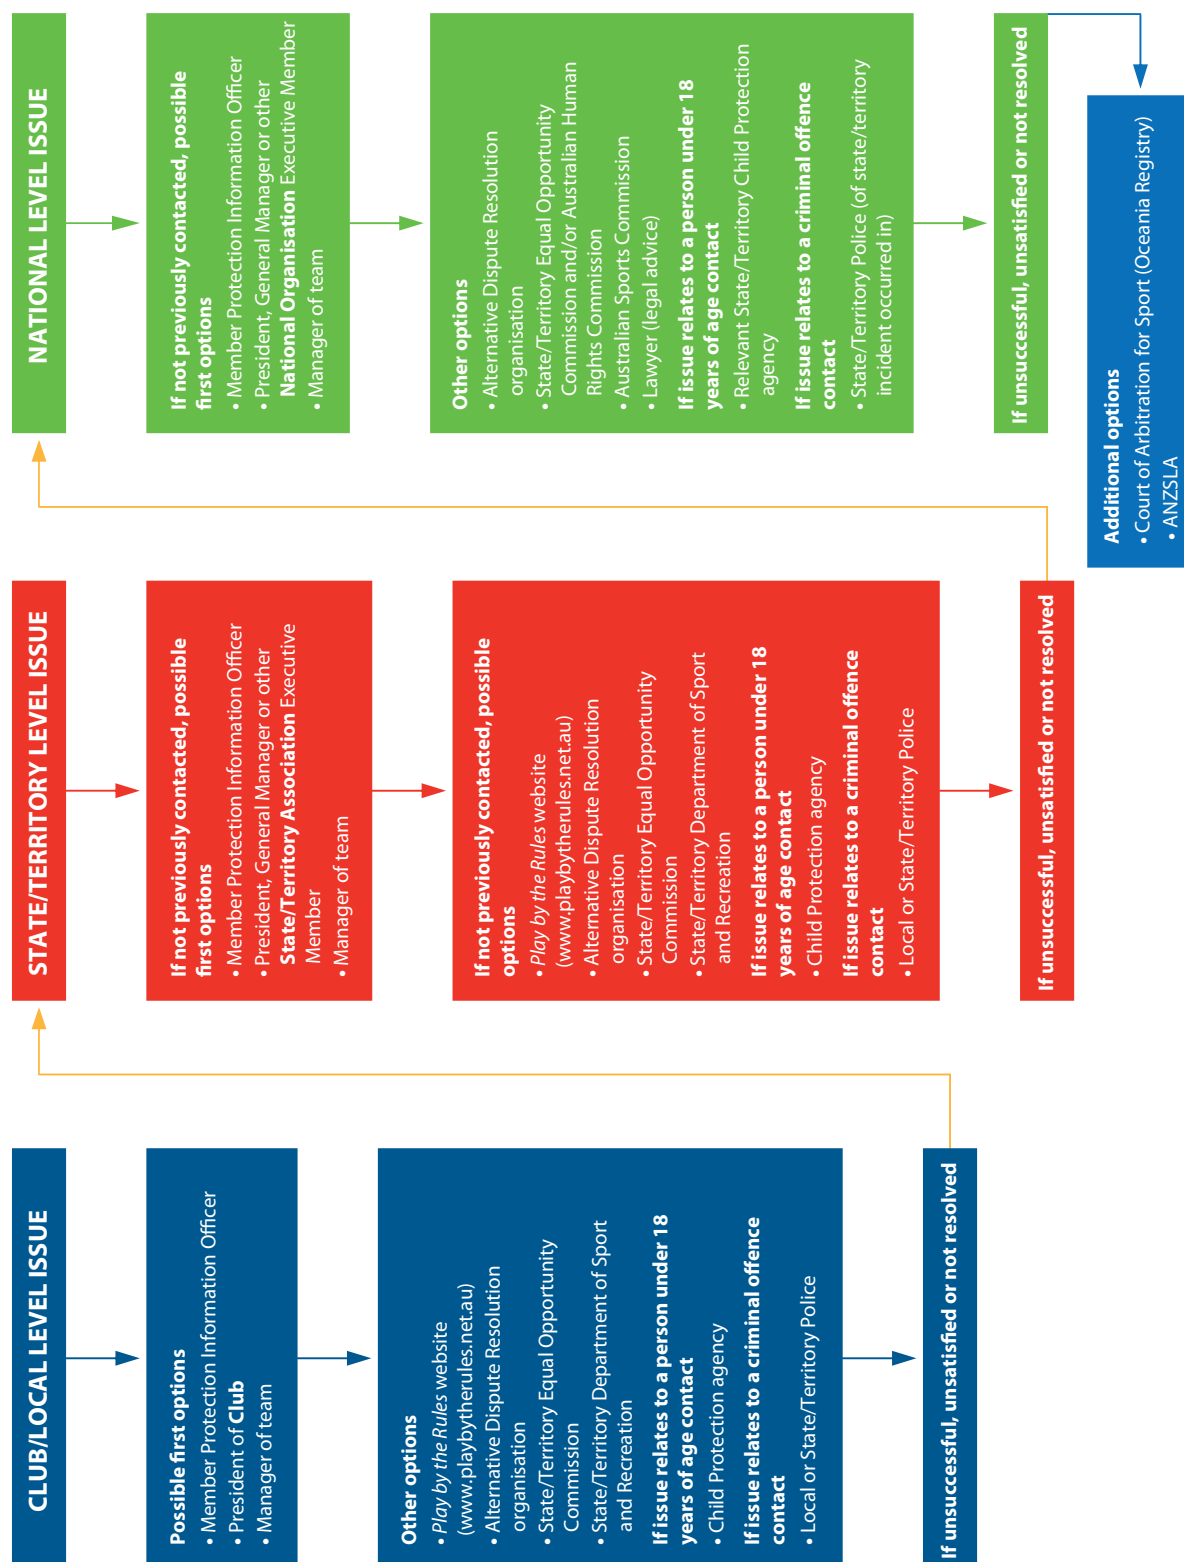 CLUB/LOCAL LEVEL ISSUE
Possible first options
• Member Protection Information Officer
• President of Club
• Manager of team
Other options
• Play by the Rules website
(www.playbytherules.net.au)
• Alternative Dispute Resolution
organisation
• State/Territory Equal Opportunity
Commission
• State/Territory Department of Sport
and Recreation
If issue relates to a person under 18
years of age contact
• Child Protection agency
If issue relates to a criminal offence
contact
• Local or State/Territory Police
If unsuccessful, unsatisfied or not resolved
STATE/TERRITORY LEVEL ISSUE
If not previously contacted, possible
first options
• Member Protection Information Officer
• President, General Manager or other
State/Territory Association Executive
Member
• Manager of team
If not previously contacted, possible
options
• Play by the Rules website
(www.playbytherules.net.au)
• Alternative Dispute Resolution
organisation
• State/Territory Equal Opportunity
Commission
• State/Territory Department of Sport
and Recreation
If issue relates to a person under 18
years of age contact
• Child Protection agency
If issue relates to a criminal offence
contact
• Local or State/Territory Police
If unsuccessful, unsatisfied or not resolved
NATIONAL LEVEL ISSUE
If not previously contacted, possible
first options
• Member Protection Information Officer
• President, General Manager or other
National Organisation Executive Member
• Manager of team
Other options
• Alternative Dispute Resolution
organisation
• State/Territory Equal Opportunity
Commission and/or Australian Human
Rights Commission
• Australian Sports Commission
• Lawyer (legal advice)
If issue relates to a person under 18
years of age contact
• Relevant State/Territory Child Protection
agency
If issue relates to a criminal offence
contact
• State/Territory Police (of state/territory
incident occurred in)
If unsuccessful, unsatisfied or not resolved
Additional options
• Court of Arbitration for Sport (Oceania Registry)
• ANZSLA